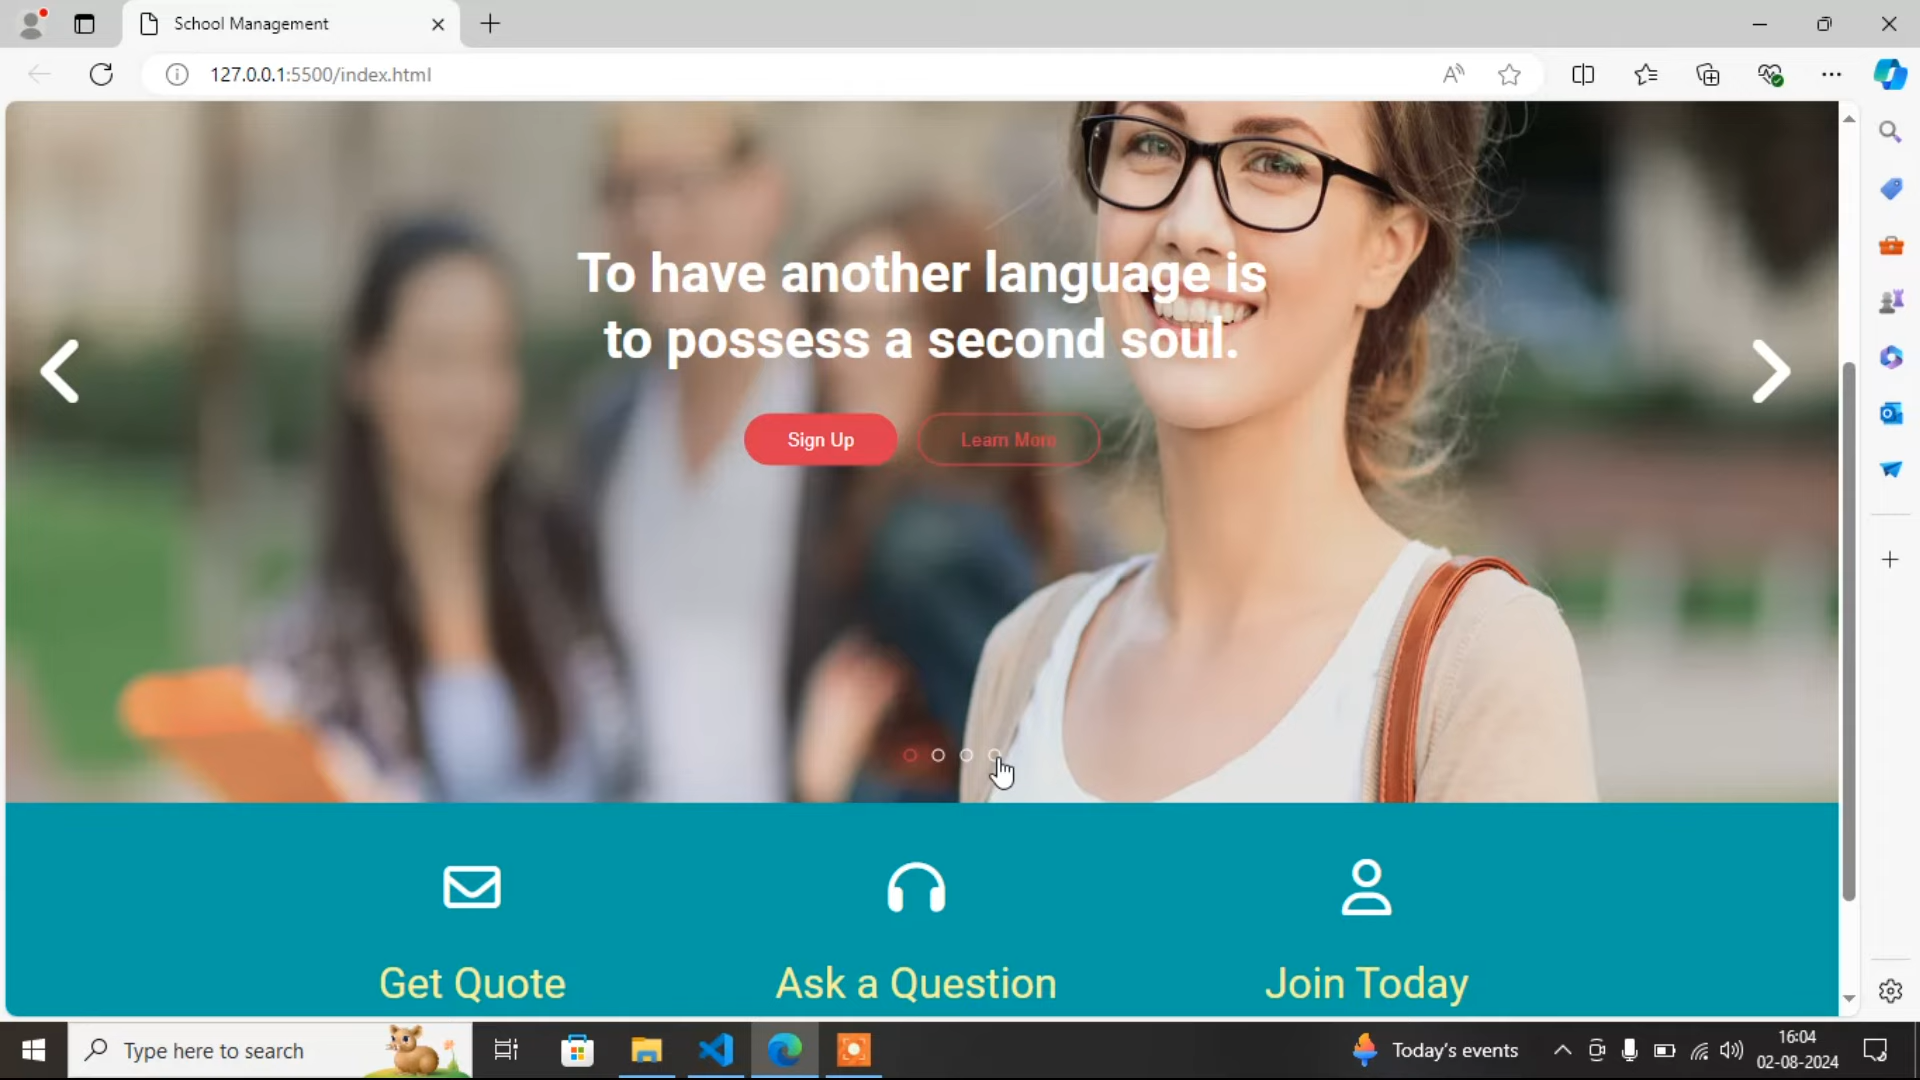 School Management
127.0.0.1:5500/index.html
To have another language is
to possess a second soul.
Sign Up
Learn More
Get Quote
Ask a Question
Join Today
Type here to search
Today's events
16:04
02-08-2024